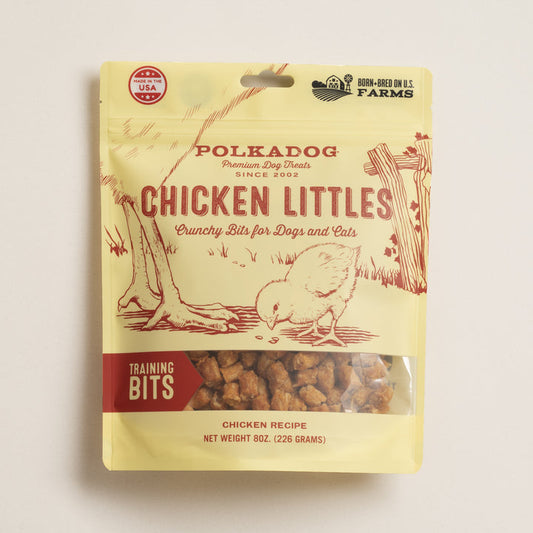 MADE IN THE
USA
BORN+BRED ON U.S.
FARMS
POLKADOG
Premium Dog Treats
SINCE 2002
CHICKEN LITTLES
Crunchy Bits for Dogs and Cats
TRAINING
BITS
CHICKEN RECIPE
NET WEIGHT 8OZ. (226 GRAMS)